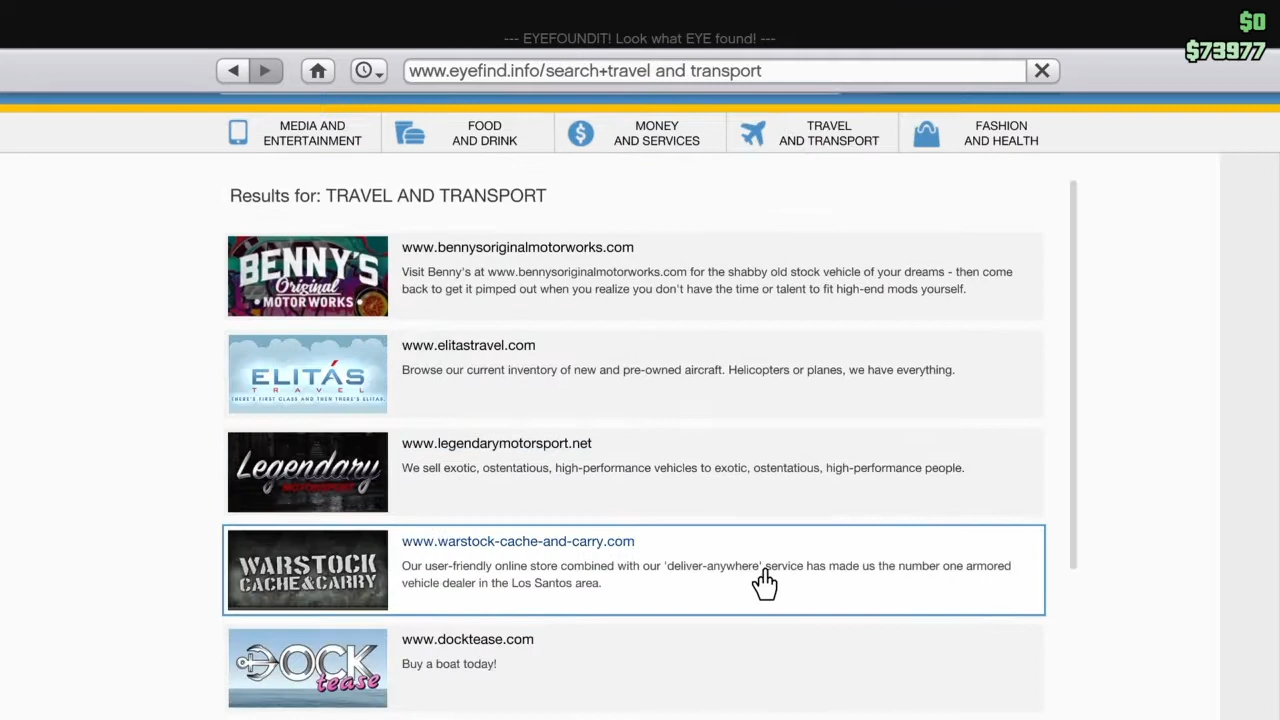 $0
--- EYEFOUNDIT! Look what EYE found! ---
$73977
www.eyefind.info/search+travel and transport
MEDIA AND
ENTERTAINMENT
FOOD
AND DRINK
MONEY
AND SERVICES
TRAVEL
AND TRANSPORT
FASHION
AND HEALTH
Results for: TRAVEL AND TRANSPORT
BENNY'S
Original
• MOTOR WORKS •
www.bennysoriginalmotorworks.com
Visit Benny's at www.bennysoriginalmotorworks.com for the shabby old stock vehicle of your dreams - then come
back to get it pimped out when you realize you don't have the time or talent to fit high-end mods yourself.
ELITÁS
TRAVEL
THERE'S FIRST CLASS AND THEN THERE'S ELITAS.
www.elitastravel.com
Browse our current inventory of new and pre-owned aircraft. Helicopters or planes, we have everything.
Legendary
MOTORSPORT
www.legendarymotorsport.net
We sell exotic, ostentatious, high-performance vehicles to exotic, ostentatious, high-performance people.
WARSTOCK
CACHE&CARRY
www.warstock-cache-and-carry.com
Our user-friendly online store combined with our 'deliver-anywhere' service has made us the number one armored
vehicle dealer in the Los Santos area.
DOCK
tease
www.docktease.com
Buy a boat today!